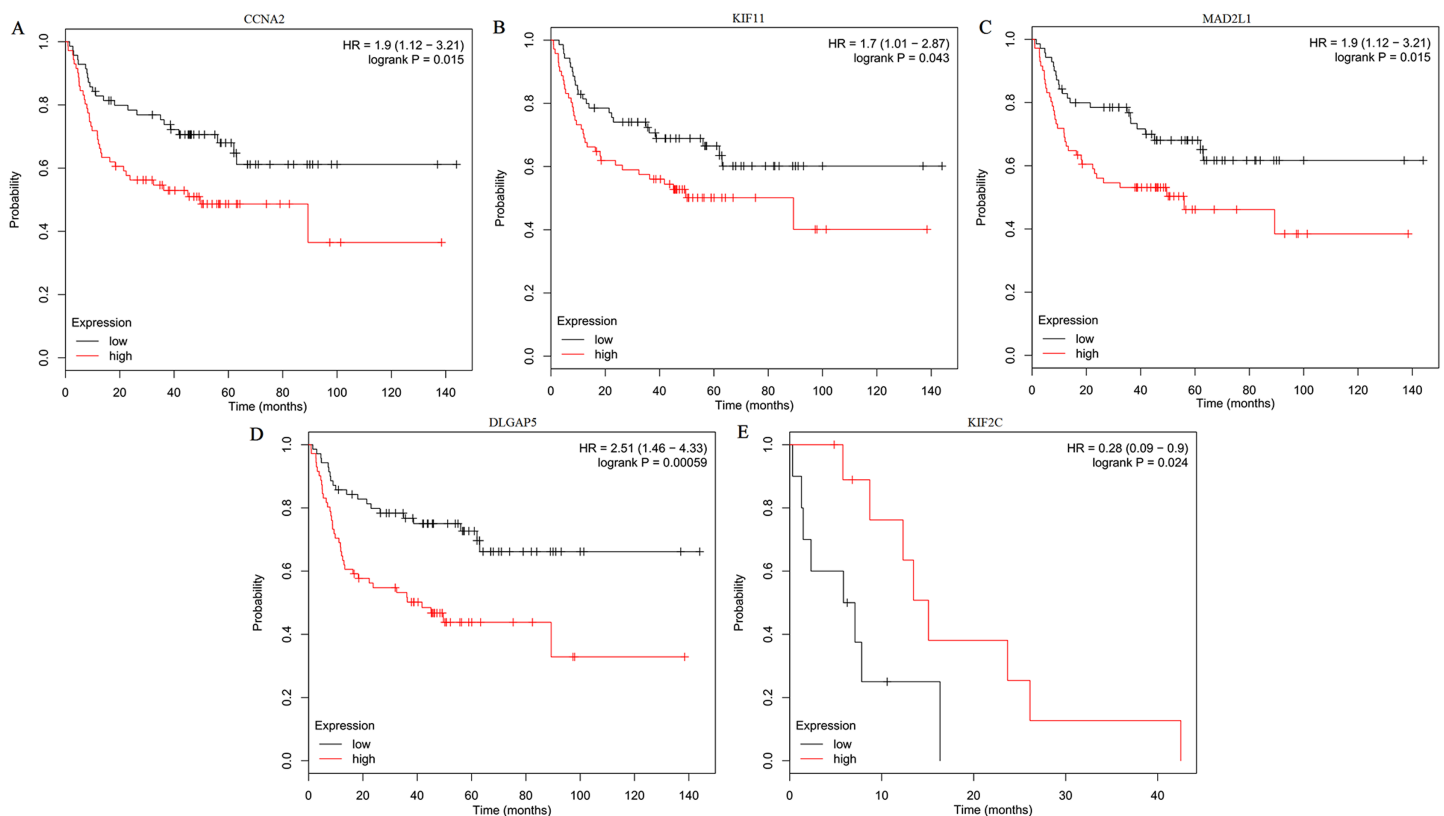 A
CCNA2
HR = 1.9 (1.12 − 3.21)
logrank P = 0.015
Probability
1.0
0.8
0.6
0.4
0.2
0.0
Expression
low
high
0 20 40 60 80 100 120 140
Time (months)
B
KIF11
HR = 1.7 (1.01 − 2.87)
logrank P = 0.043
Probability
1.0
0.8
0.6
0.4
0.2
0.0
Expression
low
high
0 20 40 60 80 100 120 140
Time (months)
C
MAD2L1
HR = 1.9 (1.12 − 3.21)
logrank P = 0.015
Probability
1.0
0.8
0.6
0.4
0.2
0.0
Expression
low
high
0 20 40 60 80 100 120 140
Time (months)
D
DLGAP5
HR = 2.51 (1.46 − 4.33)
logrank P = 0.00059
Probability
1.0
0.8
0.6
0.4
0.2
0.0
Expression
low
high
0 20 40 60 80 100 120 140
Time (months)
E
KIF2C
HR = 0.28 (0.09 − 0.9)
logrank P = 0.024
Probability
1.0
0.8
0.6
0.4
0.2
0.0
Expression
low
high
0 10 20 30 40
Time (months)